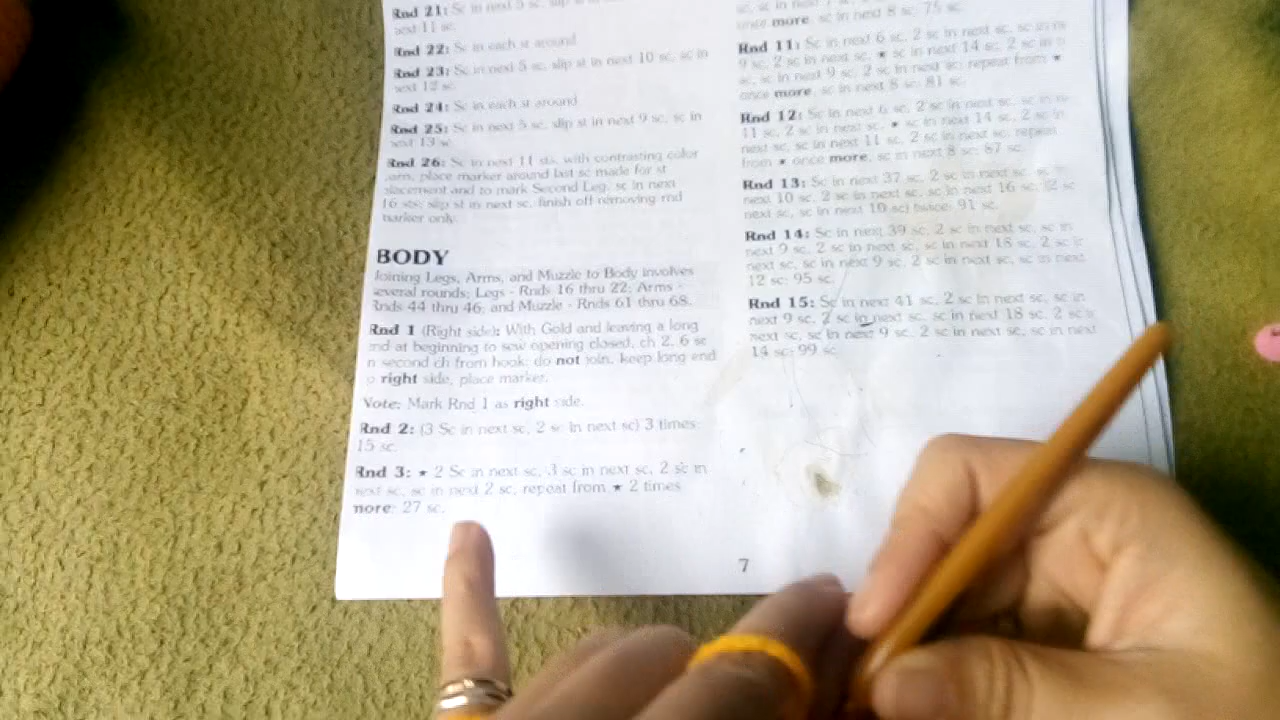 Rnd 21: Sc in next 5 sc, slip st in
next 11 sc.
Rnd 22: Sc in each st around
Rnd 23: Sc in next 5 sc, slip st in next 10 sc, sc in
next 12 sc.
Rnd 24: Sc in each st around
Rnd 25: Sc in next 5 sc, slip st in next 9 sc, sc in
next 13 sc
Rnd 26: Sc in next 11 sts, with contrasting color
yarn, place marker around last sc made for st
placement and to mark Second Leg, sc in next
16 sts; slip st in next sc, finish off removing rnd
marker only.
BODY
Joining Legs, Arms, and Muzzle to Body involves
several rounds; Legs - Rnds 16 thru 22; Arms -
Rnds 44 thru 46; and Muzzle - Rnds 61 thru 68.
Rnd 1 (Right side): With Gold and leaving a long
end at beginning to sew opening closed, ch 2, 6 sc
in second ch from hook; do not join, keep long end
right side, place marker.
Note: Mark Rnd 1 as right side.
Rnd 2: (3 Sc in next sc, 2 sc in next sc) 3 times:
15 sc.
Rnd 3: ★ 2 Sc in next sc, 3 sc in next sc, 2 sc in
next sc, sc in next 2 sc, repeat from ★ 2 times
more: 27 sc.
once more, sc in next 8 sc: 75 sc.
Rnd 11: Sc in next 6 sc, 2 sc in next sc, sc in
9 sc, 2 sc in next sc, ★ sc in next 14 sc, 2 sc in
sc, sc in next 9 sc, 2 sc in next sc; repeat from ★
once more, sc in next 8 sc: 81 sc.
Rnd 12: Sc in next 6 sc, 2 sc in next sc, sc in
11 sc, 2 sc in next sc, ★ sc in next 14 sc, 2 sc in
next sc, sc in next 11 sc, 2 sc in next sc; repeat
from ★ once more, sc in next 8 sc: 87 sc.
Rnd 13: Sc in next 37 sc, 2 sc in next sc, sc in
next 10 sc, 2 sc in next sc, sc in next 16 sc, (2 sc
next sc, sc in next 10 sc) twice: 91 sc.
Rnd 14: Sc in next 39 sc, 2 sc in next sc, sc in
next 9 sc, 2 sc in next sc, sc in next 18 sc, 2 sc in
next sc, sc in next 9 sc, 2 sc in next sc, sc in next
12 sc: 95 sc.
Rnd 15: Sc in next 41 sc, 2 sc in next sc, sc in
next 9 sc, 2 sc in next sc, sc in next 18 sc, 2 sc in
next sc, sc in next 9 sc, 2 sc in next sc, sc in next
14 sc: 99 sc.
7